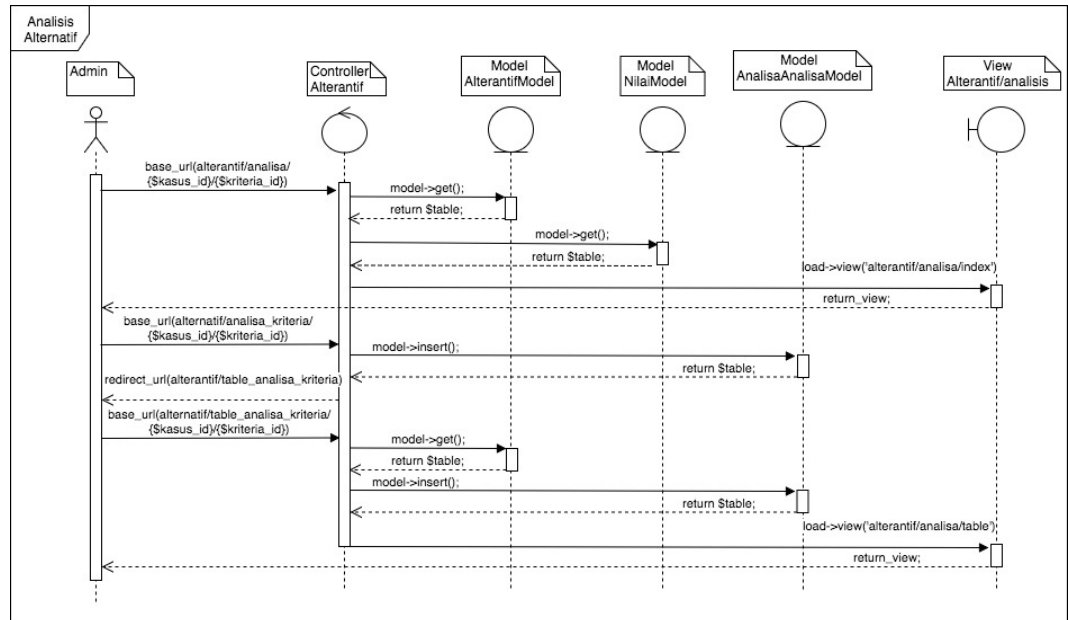 Analisis
Alternatif
Admin
Controller
Alterantif
Model
AlterantifModel
Model
NilaiModel
Model
AnalisaAnalisaModel
View
Alterantif/analisis
base_url(alterantif/analisa/
{$kasus_id}/{$kriteria_id})
model->get();
return $table;
model->get();
return $table;
load->view('alterantif/analisa/index')
return_view;
base_url(alternatif/analisa_kriteria/
{$kasus_id}/{$kriteria_id})
model->insert();
return $table;
redirect_url(alterantif/table_analisa_kriteria)
base_url(alternatif/table_analisa_kriteria/
{$kasus_id}/{$kriteria_id})
model->get();
return $table;
model->insert();
return $table;
load->view('alterantif/analisa/table')
return_view;